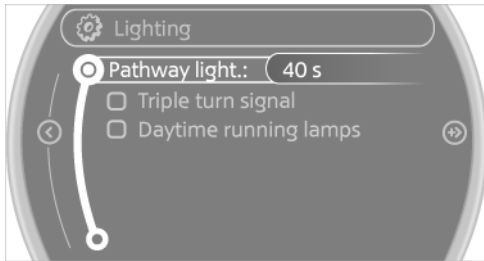 Lighting
Pathway light.: 40 s
Triple turn signal
Daytime running lamps